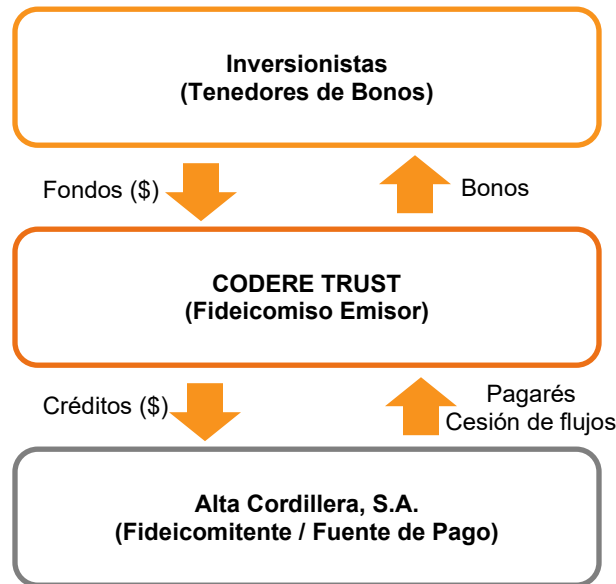 Inversionistas
(Tenedores de Bonos)
Fondos ($)
Bonos
CODERE TRUST
(Fideicomiso Emisor)
Créditos ($)
Pagarés
Cesión de flujos
Alta Cordillera, S.A.
(Fideicomitente / Fuente de Pago)